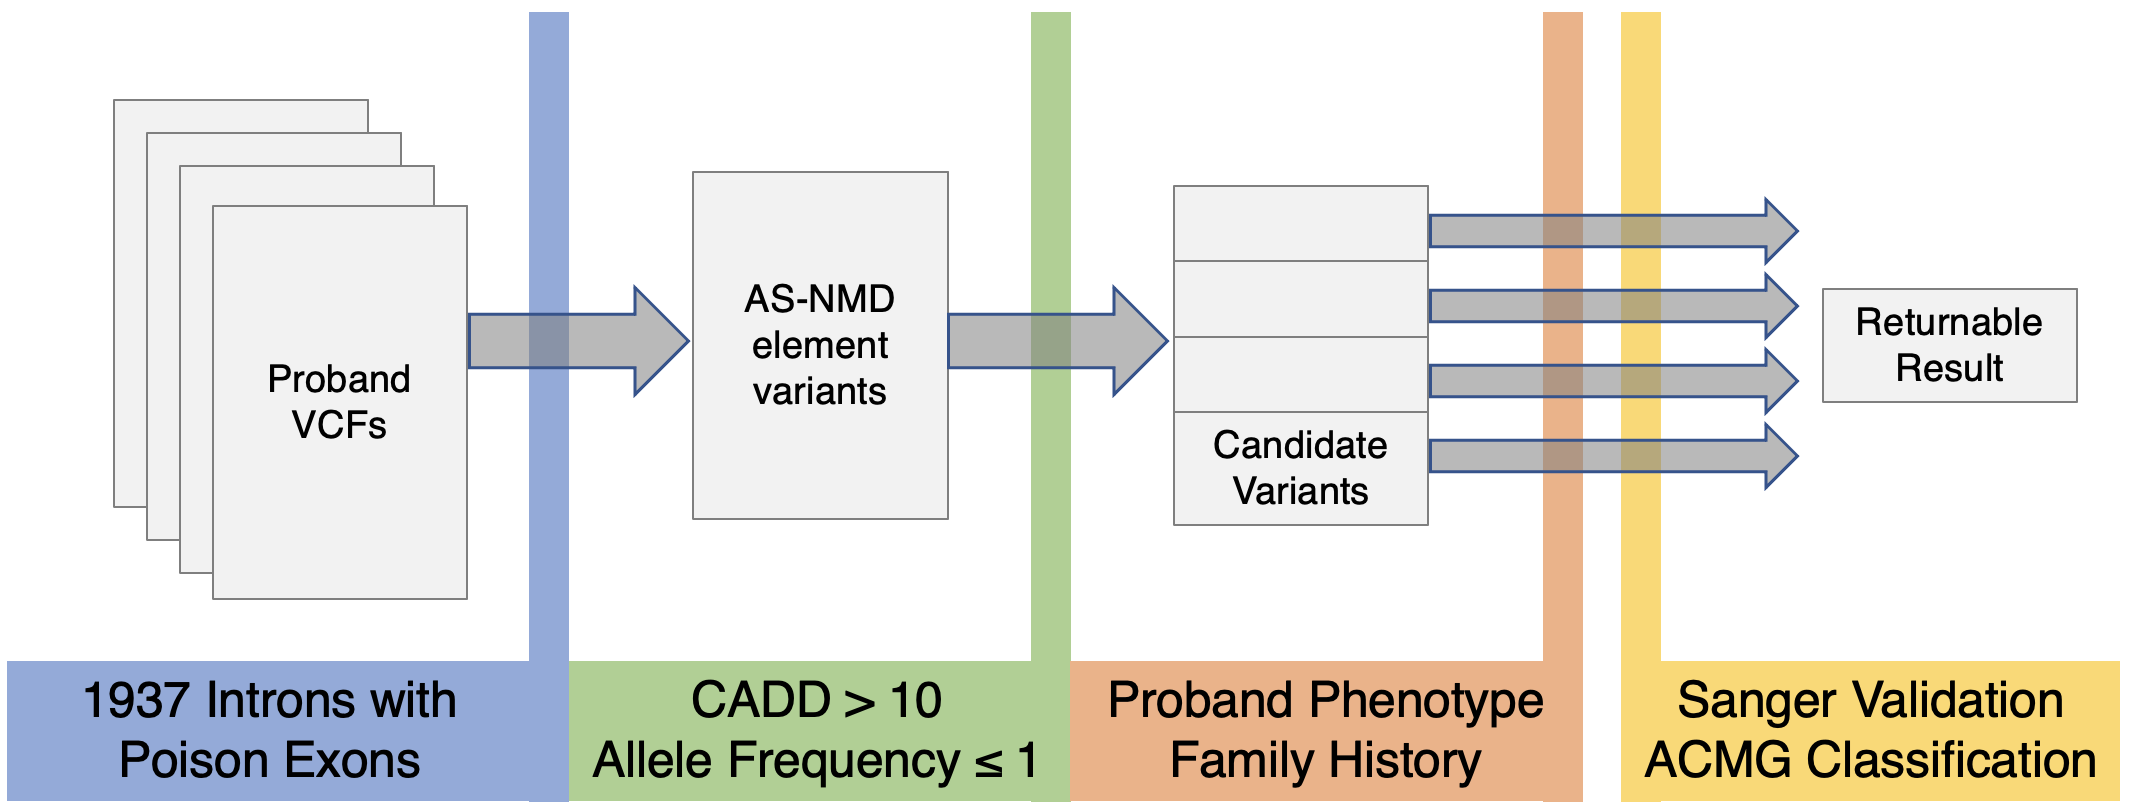 Proband
VCFs
AS-NMD
element
variants
Candidate
Variants
Returnable
Result
1937 Introns with
Poison Exons
CADD > 10
Allele Frequency ≤ 1
Proband Phenotype
Family History
Sanger Validation
ACMG Classification